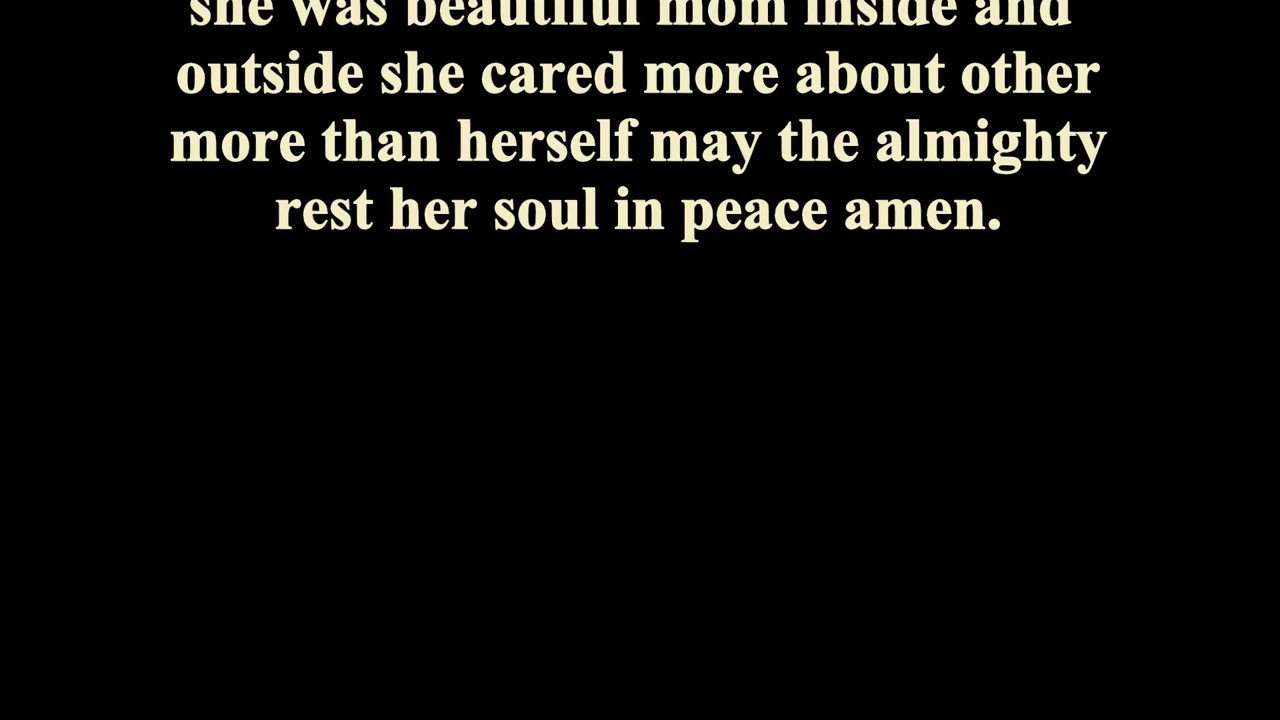 she was beautiful mom inside and
outside she cared more about other
more than herself may the almighty
rest her soul in peace amen.